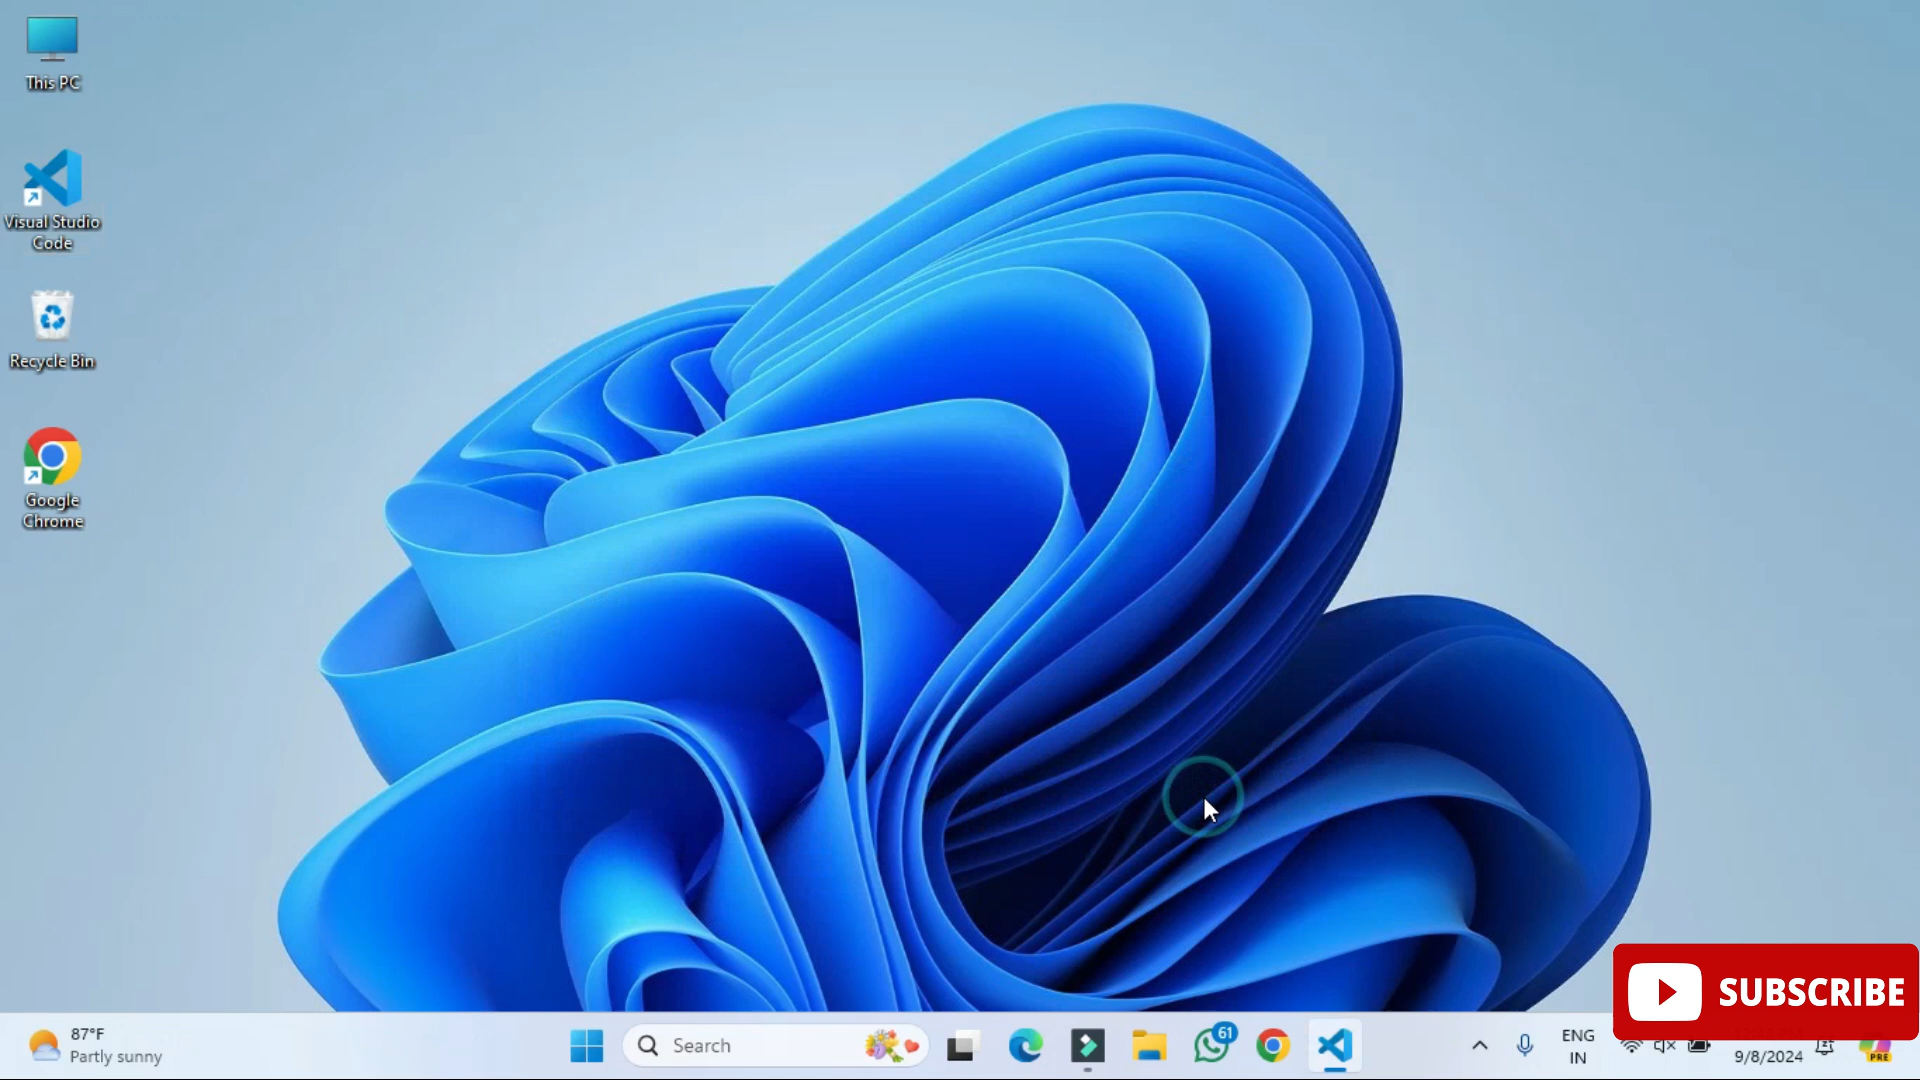 This PC
Visual Studio
Code
Recycle Bin
Google
Chrome
SUBSCRIBE
87°F
Partly sunny
Search
61
ENG
IN
9/8/2024
PRE